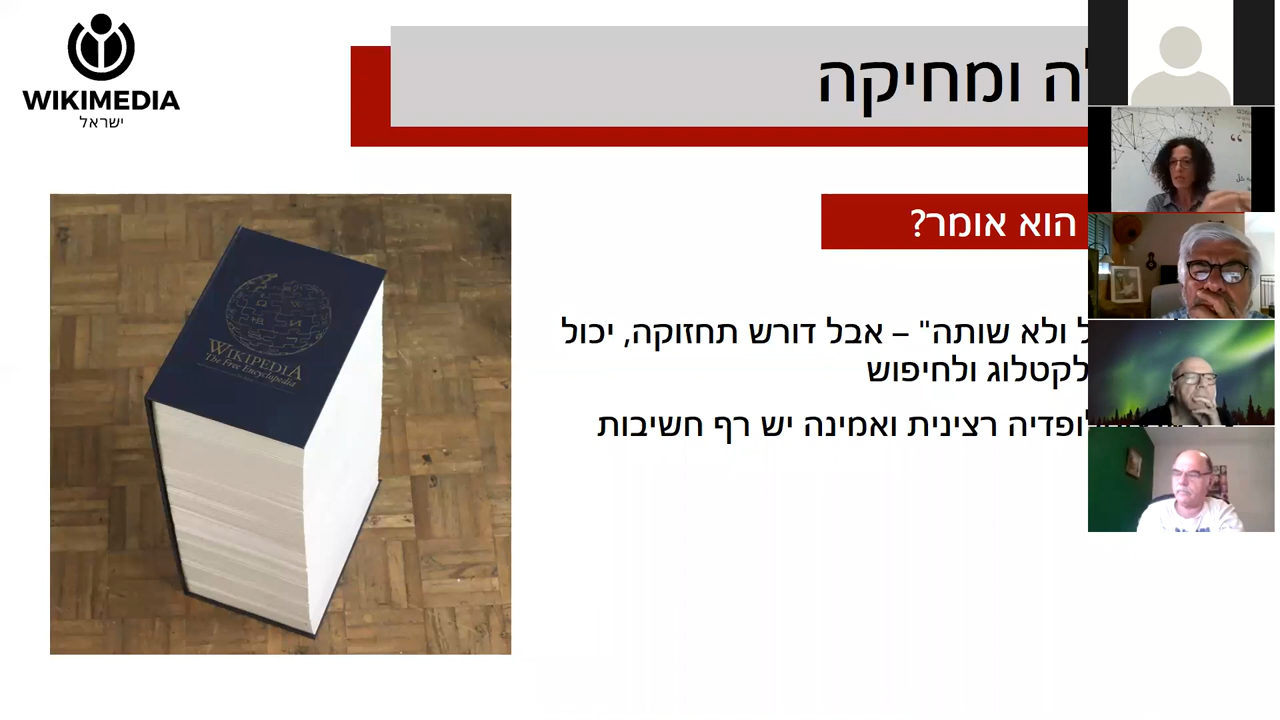 WIKIMEDIA
ישראל
ומחיקה
הוא אומר?
ולא שותה" – אבל דורש תחזוקה, יכול
לקטלוג ולחיפוש
רצינית ואמינה יש רף חשיבות
WIKIPEDIA
The Free Encyclopedia